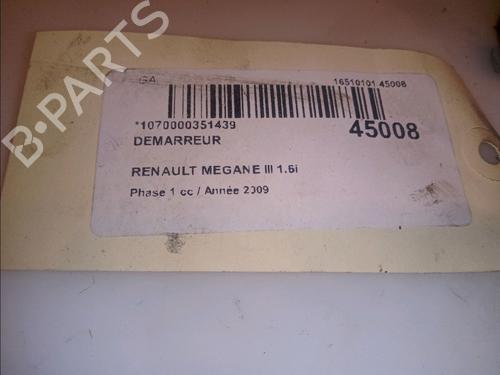 B-PARTS
GA
16510101 45008
*1070000351439
45008
DEMARREUR
RENAULT MEGANE III 1.6i
Phase 1 cc / Année 2009